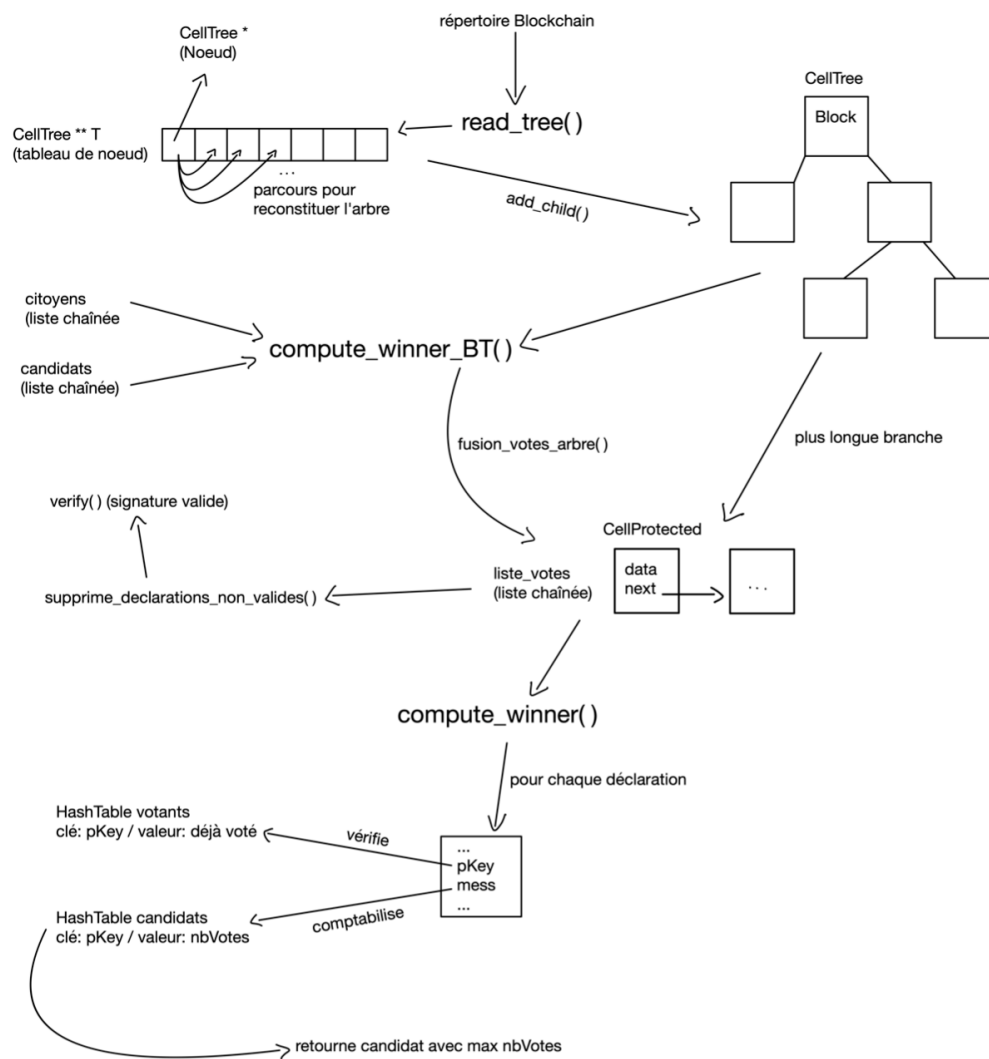 répertoire Blockchain
CellTree *
(Noeud)
CellTree
Block
read_tree( )
CellTree ** T
(tableau de noeud)
...
parcours pour
reconstituer l'arbre
add_child( )
citoyens
(liste chaînée
compute_winner_BT( )
candidats
(liste chaînée)
fusion_votes_arbre( )
plus longue branche
verify( ) (signature valide)
CellProtected
data
next
...
liste_votes
(liste chaînée)
supprime_declarations_non_valides( )
compute_winner( )
pour chaque déclaration
HashTable votants
clé: pKey / valeur: déjà voté
vérifie
...
pKey
mess
...
comptabilise
HashTable candidats
clé: pKey / valeur: nbVotes
retourne candidat avec max nbVotes